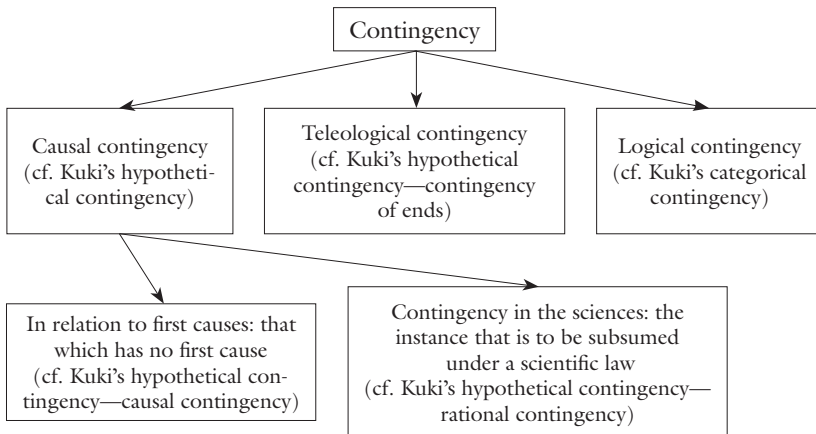 Contingency
Causal contingency
(cf. Kuki's hypotheti-
cal contingency)
Teleological contingency
(cf. Kuki's hypothetical
contingency—contingency
of ends)
Logical contingency
(cf. Kuki's categorical
contingency)
In relation to first causes: that
which has no first cause
(cf. Kuki's hypothetical con-
tingency—causal contingency)
Contingency in the sciences: the
instance that is to be subsumed
under a scientific law
(cf. Kuki's hypothetical contingency—
rational contingency)